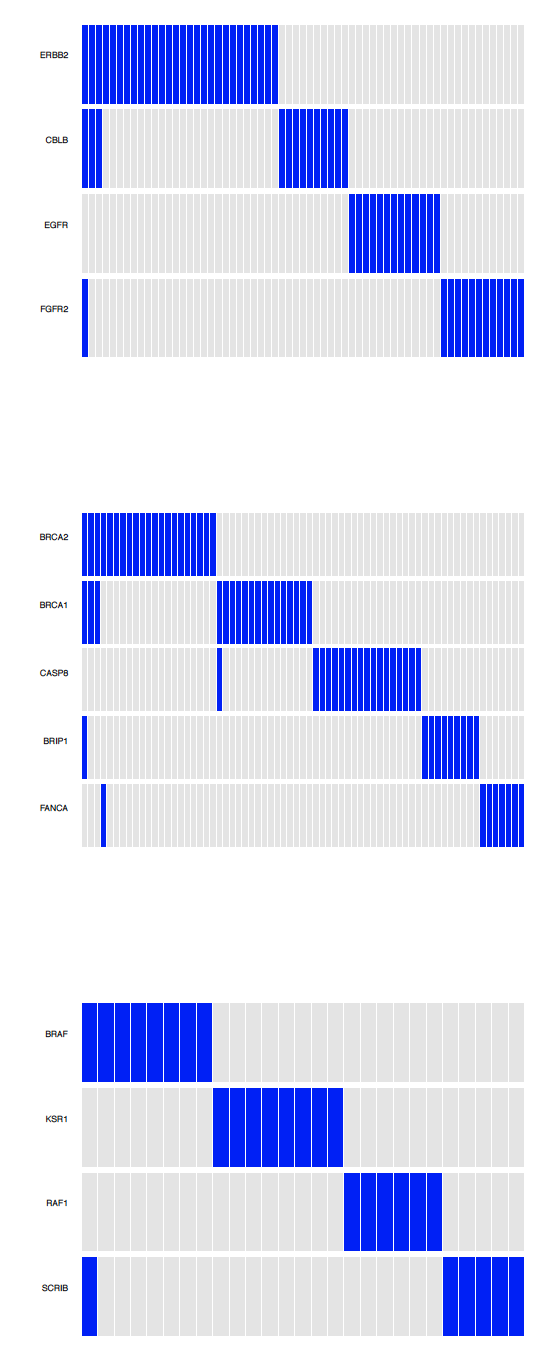 ERBB2
CBLB
EGFR
FGFR2
BRCA2
BRCA1
CASP8
BRIP1
FANCA
BRAF
KSR1
RAF1
SCRIB